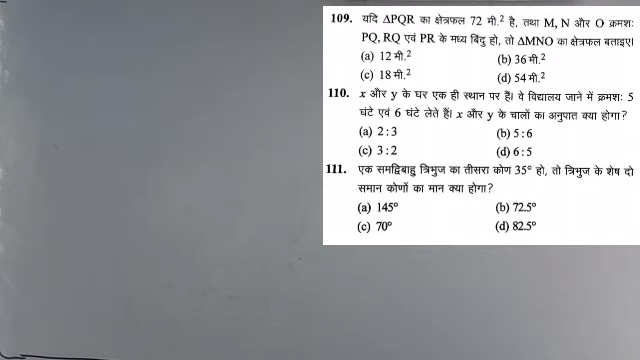 109. यदि ΔPQR का क्षेत्रफल 72 मी.² है, तथा M, N और O क्रमशः
PQ, RQ एवं PR के मध्य बिंदु हो, तो ΔMNO का क्षेत्रफल बताइए।
(a) 12 मी.² (b) 36 मी.²
(c) 18 मी.² (d) 54 मी.²
110. x और y के घर एक ही स्थान पर हैं। वे विद्यालय जाने में क्रमशः 5
घंटे एवं 6 घंटे लेते हैं। x और y के चालों का अनुपात क्या होगा?
(a) 2 : 3 (b) 5 : 6
(c) 3 : 2 (d) 6 : 5
111. एक समद्विबाहु त्रिभुज का तीसरा कोण 35° हो, तो त्रिभुज के शेष दो
समान कोणों का मान क्या होगा?
(a) 145° (b) 72.5°
(c) 70° (d) 82.5°